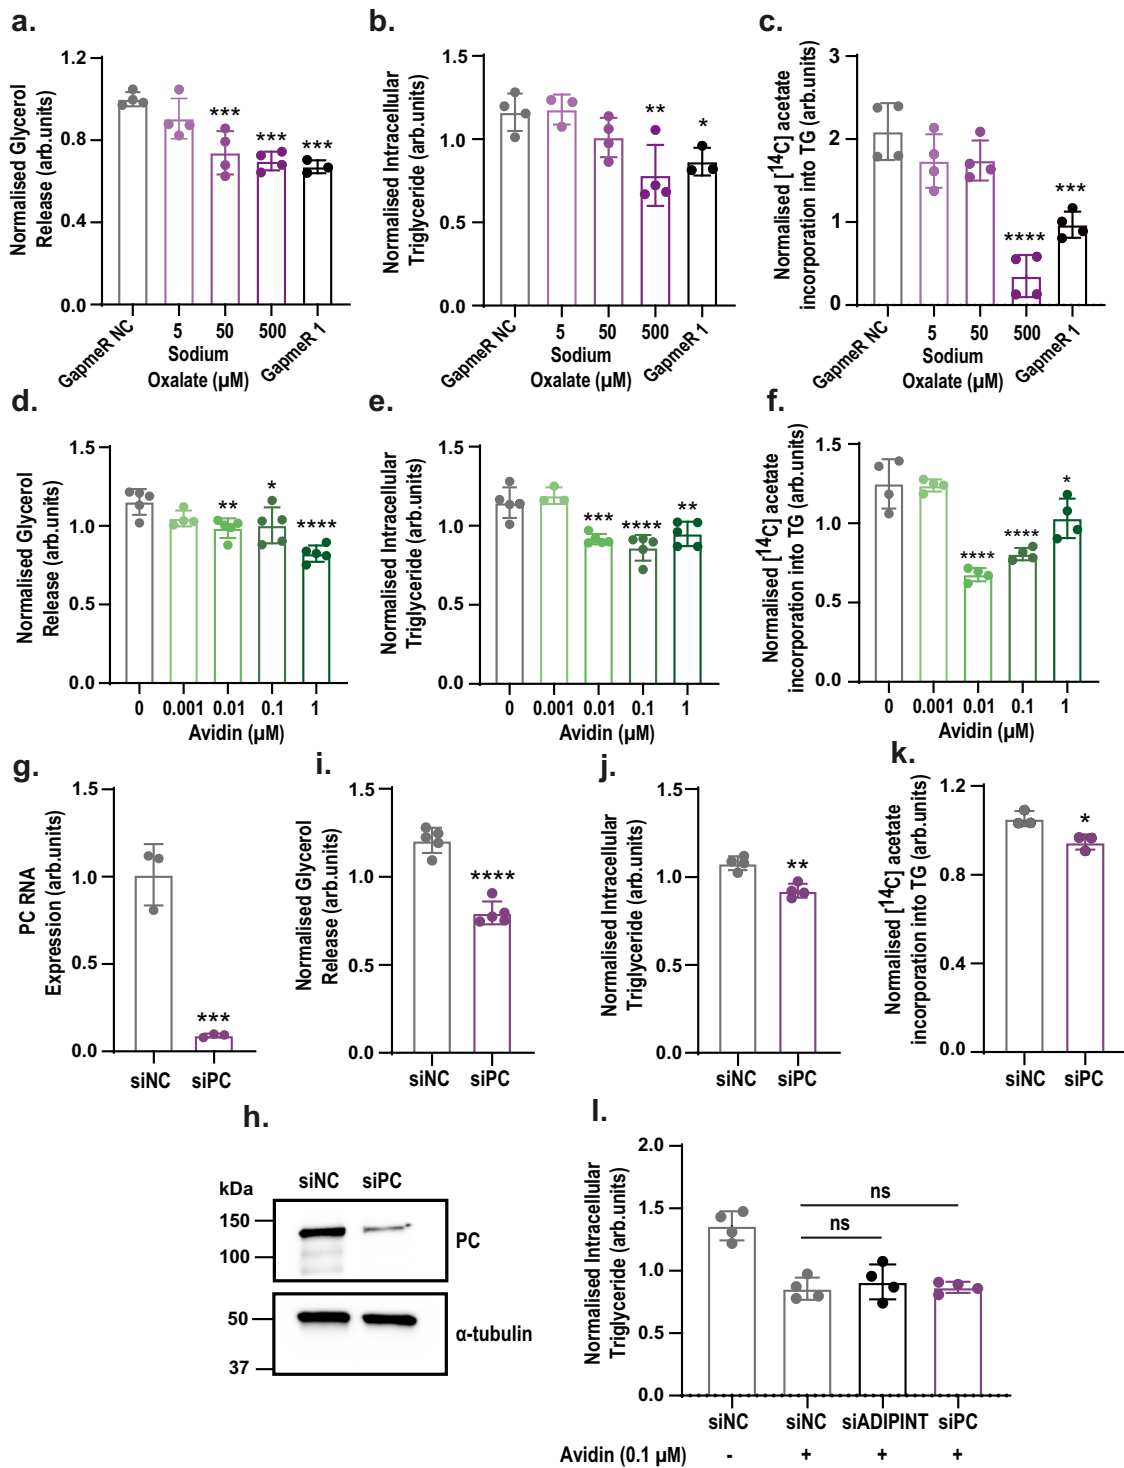 a.
Normalised Glycerol
Release (arb.units)
1.2
0.8
0.4
0.0
***
***
***
GapmeR NC
5
50
500
GapmeR 1
Sodium
Oxalate (µM)
b.
Normalised Intracellular
Triglyceride (arb.units)
1.5
1.0
0.5
0.0
**
*
GapmeR NC
5
50
500
GapmeR 1
Sodium
Oxalate (µM)
c.
Normalised [14C] acetate
incorporation into TG (arb.units)
3
2
1
0
****
***
GapmeR NC
5
50
500
GapmeR 1
Sodium
Oxalate (µM)
d.
Normalised Glycerol
Release (arb.units)
1.5
1.0
0.5
0.0
**
*
****
0
0.001
0.01
0.1
1
Avidin (µM)
e.
Normalised Intracellular
Triglyceride (arb.units)
1.5
1.0
0.5
0.0
***
****
**
0
0.001
0.01
0.1
1
Avidin (µM)
f.
Normalised [14C] acetate
incorporation into TG (arb.units)
1.5
1.0
0.5
0.0
****
****
*
0
0.001
0.01
0.1
1
Avidin (µM)
g.
PC RNA
Expression (arb.units)
1.5
1.0
0.5
0.0
***
siNC
siPC
i.
Normalised Glycerol
Release (arb.units)
1.5
1.0
0.5
0.0
****
siNC
siPC
j.
Normalised Intracellular
Triglyceride (arb.units)
1.5
1.0
0.5
0.0
**
siNC
siPC
k.
Normalised [14C] acetate
incorporation into TG (arb.units)
1.2
0.8
0.4
0.0
*
siNC
siPC
h.
siNC siPC
kDa
150
100
PC
50
37
α-tubulin
l.
Normalised Intracellular
Triglyceride (arb.units)
2.0
1.5
1.0
0.5
0.0
ns
ns
siNC siNC siADIPINT siPC
Avidin (0.1 µM) - + + +